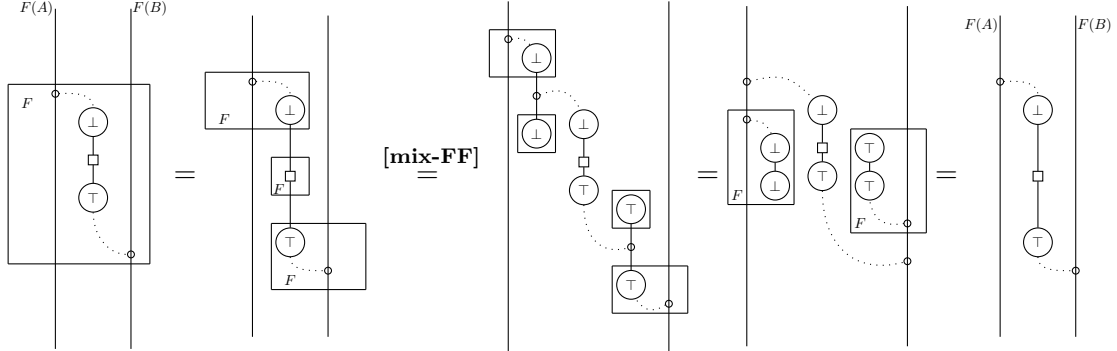 F(A) F(B)
F
⊥
⊤
=
⊥
F
F
⊤
F
[mix-FF]
=
⊥
⊥
⊥
⊤
⊤
⊤
=
⊥
⊥
⊥
F
⊤
⊤
⊤
F
=
F(A) F(B)
⊥
⊤